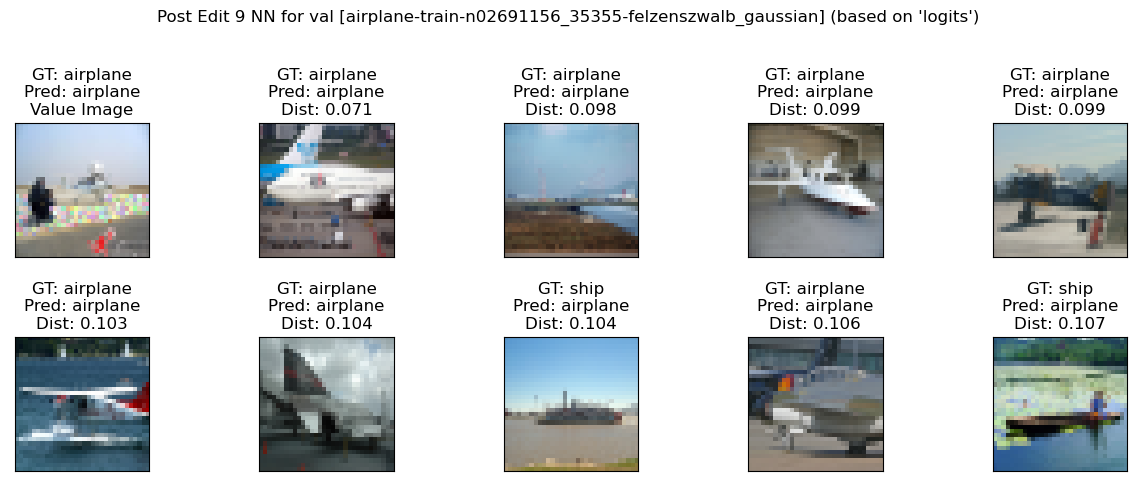 Post Edit 9 NN for val [airplane-train-n02691156_35355-felzenszwalb_gaussian] (based on 'logits')
GT: airplane
Pred: airplane
Value Image
GT: airplane
Pred: airplane
Dist: 0.071
GT: airplane
Pred: airplane
Dist: 0.098
GT: airplane
Pred: airplane
Dist: 0.099
GT: airplane
Pred: airplane
Dist: 0.099
GT: airplane
Pred: airplane
Dist: 0.103
GT: airplane
Pred: airplane
Dist: 0.104
GT: ship
Pred: airplane
Dist: 0.104
GT: airplane
Pred: airplane
Dist: 0.106
GT: ship
Pred: airplane
Dist: 0.107